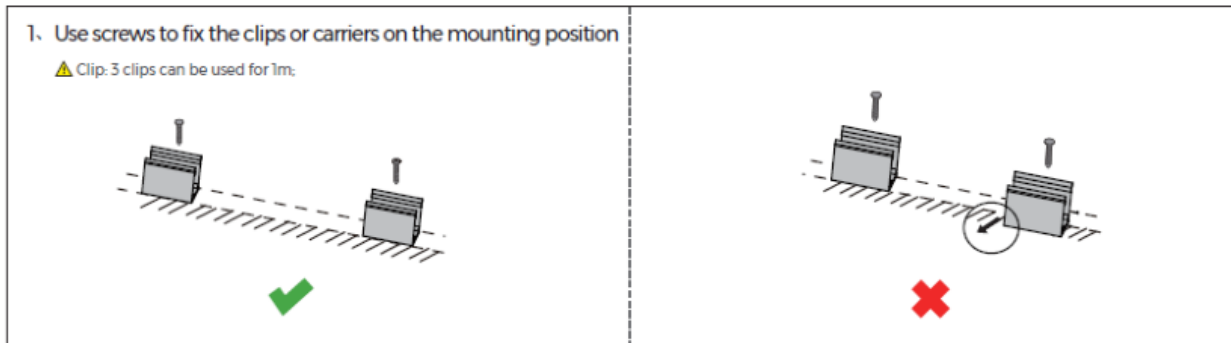 1、Use screws to fix the clips or carriers on the mounting position
Clip: 3 clips can be used for 1m;